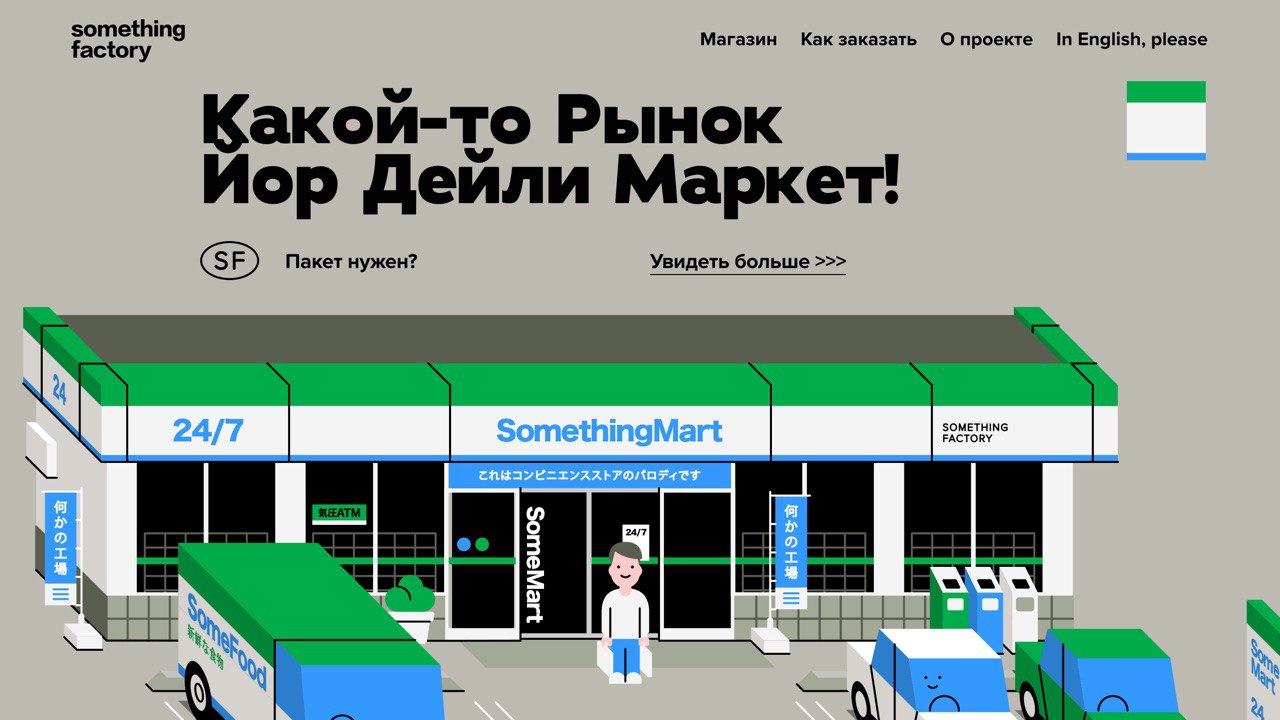 something
factory
Магазин
Как заказать
О проекте
In English, please
Какой-то Рынок
Йор Дейли Маркет!
SF
Пакет нужен?
Увидеть больше >>>
24
24/7
SomethingMart
SOMETHING
FACTORY
これはコンビニエンスストアのパロディです
何かの工場
気圧ATM
SomeMart
24/7
何かの工場
SomeFood
新鮮な食物
Some
Mart
24